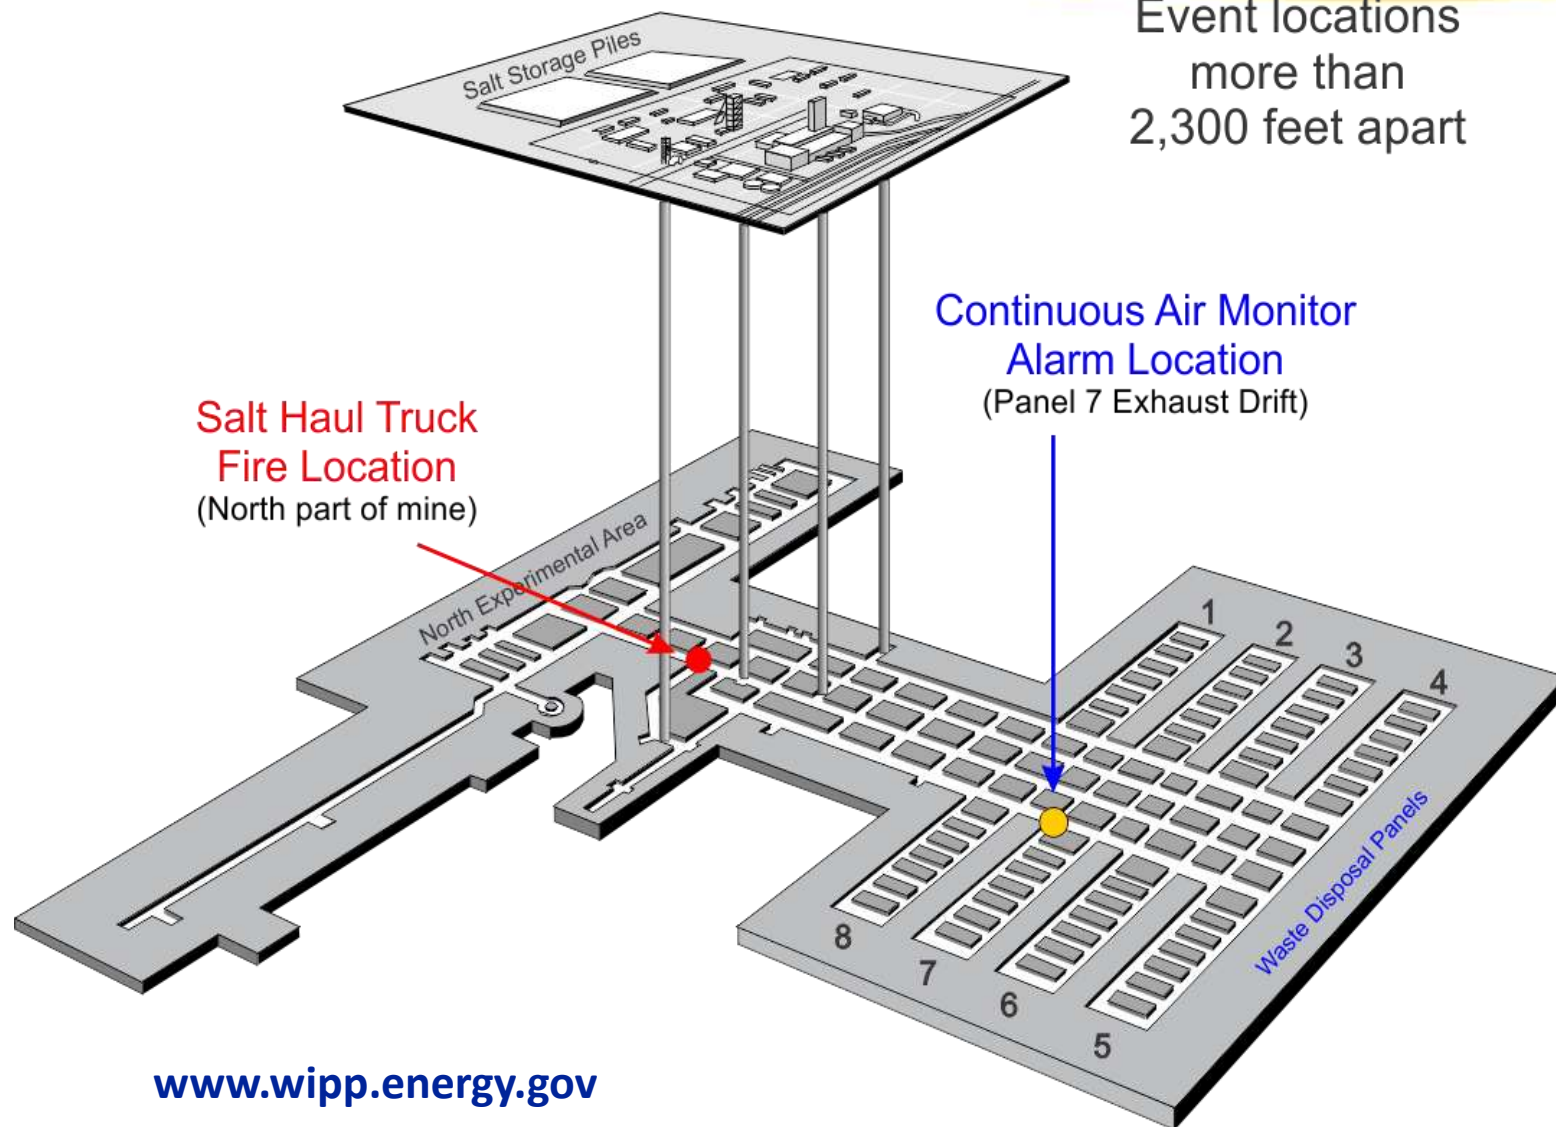 Event locations
more than
2,300 feet apart
Salt Storage Piles
Continuous Air Monitor
Alarm Location
(Panel 7 Exhaust Drift)
Salt Haul Truck
Fire Location
(North part of mine)
North Experimental Area
1
2
3
4
8
7
6
5
Waste Disposal Panels
www.wipp.energy.gov